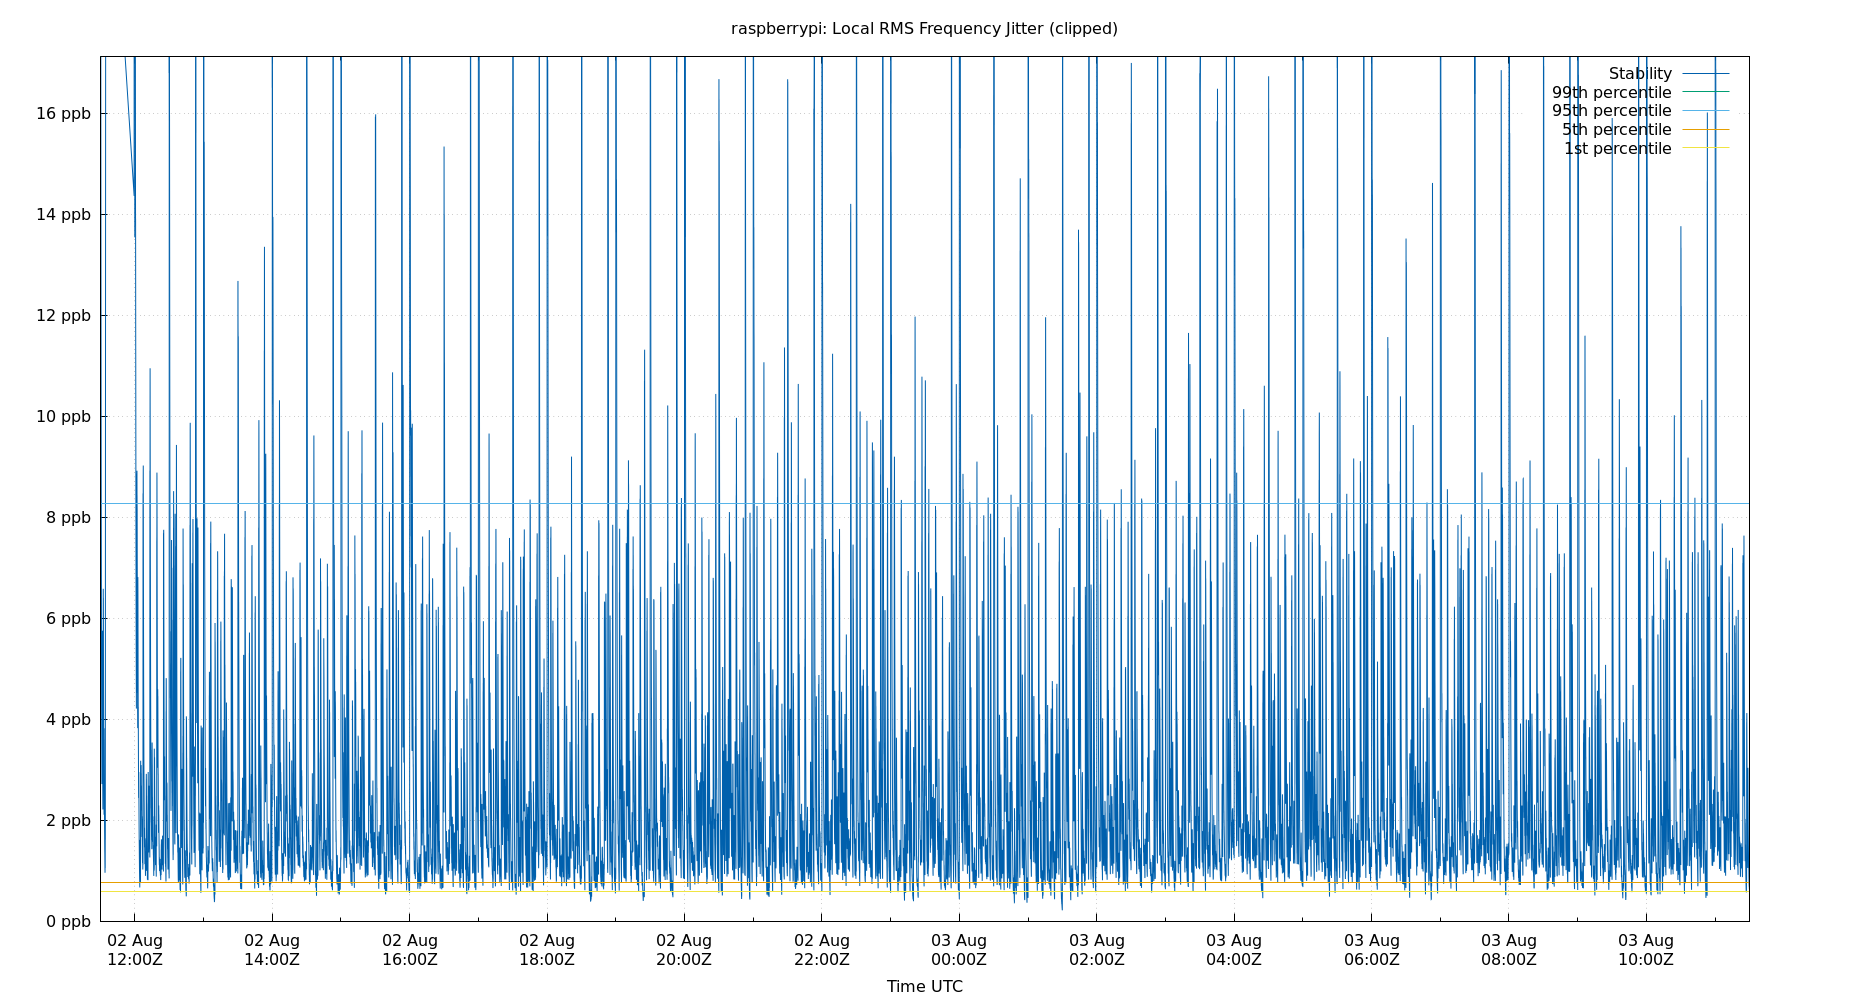 raspberrypi: Local RMS Frequency Jitter (clipped)
Stability
99th percentile
95th percentile
5th percentile
1st percentile
16 ppb
14 ppb
12 ppb
10 ppb
8 ppb
6 ppb
4 ppb
2 ppb
0 ppb
02 Aug 02 Aug 02 Aug 02 Aug 02 Aug 02 Aug 03 Aug 03 Aug 03 Aug 03 Aug 03 Aug 03 Aug
12:00Z 14:00Z 16:00Z 18:00Z 20:00Z 22:00Z 00:00Z 02:00Z 04:00Z 06:00Z 08:00Z 10:00Z
Time UTC